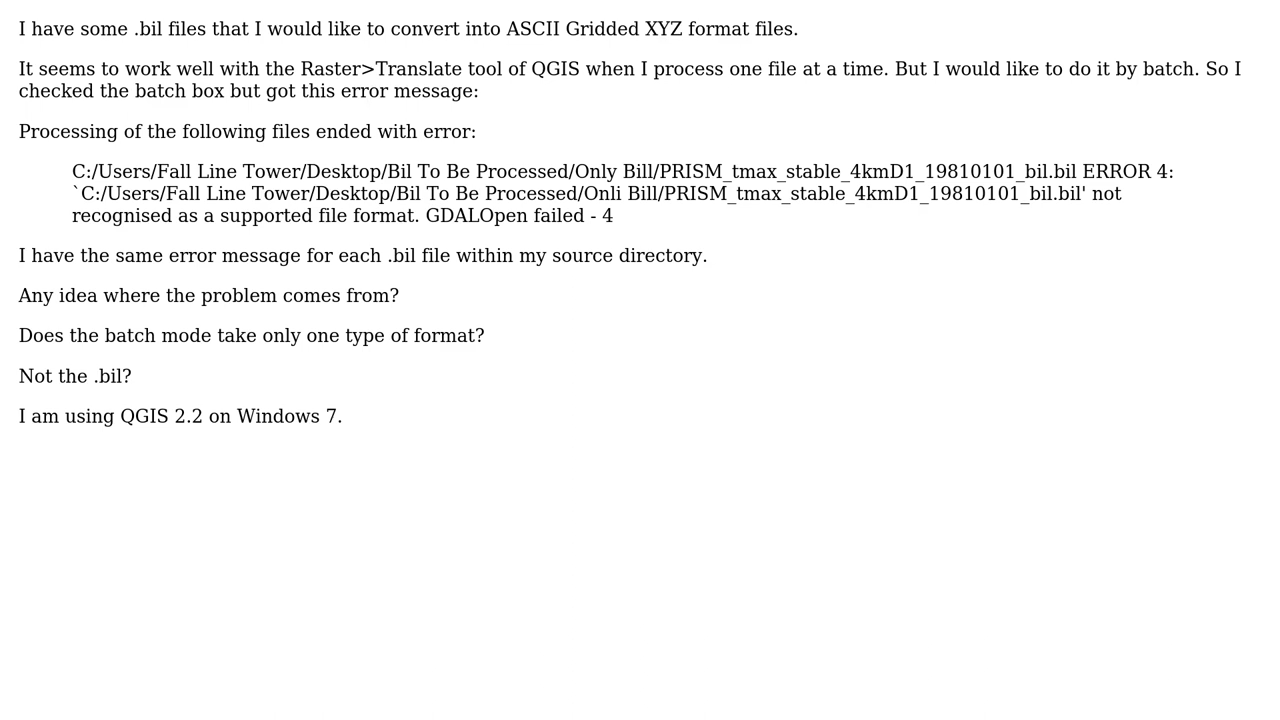 I have some .bil files that I would like to convert into ASCII Gridded XYZ format files.
It seems to work well with the Raster>Translate tool of QGIS when I process one file at a time. But I would like to do it by batch. So I
checked the batch box but got this error message:
Processing of the following files ended with error:
C:/Users/Fall Line Tower/Desktop/Bil To Be Processed/Only Bill/PRISM_tmax_stable_4kmD1_19810101_bil.bil ERROR 4:
`C:/Users/Fall Line Tower/Desktop/Bil To Be Processed/Onli Bill/PRISM_tmax_stable_4kmD1_19810101_bil.bil' not
recognised as a supported file format. GDALOpen failed - 4
I have the same error message for each .bil file within my source directory.
Any idea where the problem comes from?
Does the batch mode take only one type of format?
Not the .bil?
I am using QGIS 2.2 on Windows 7.